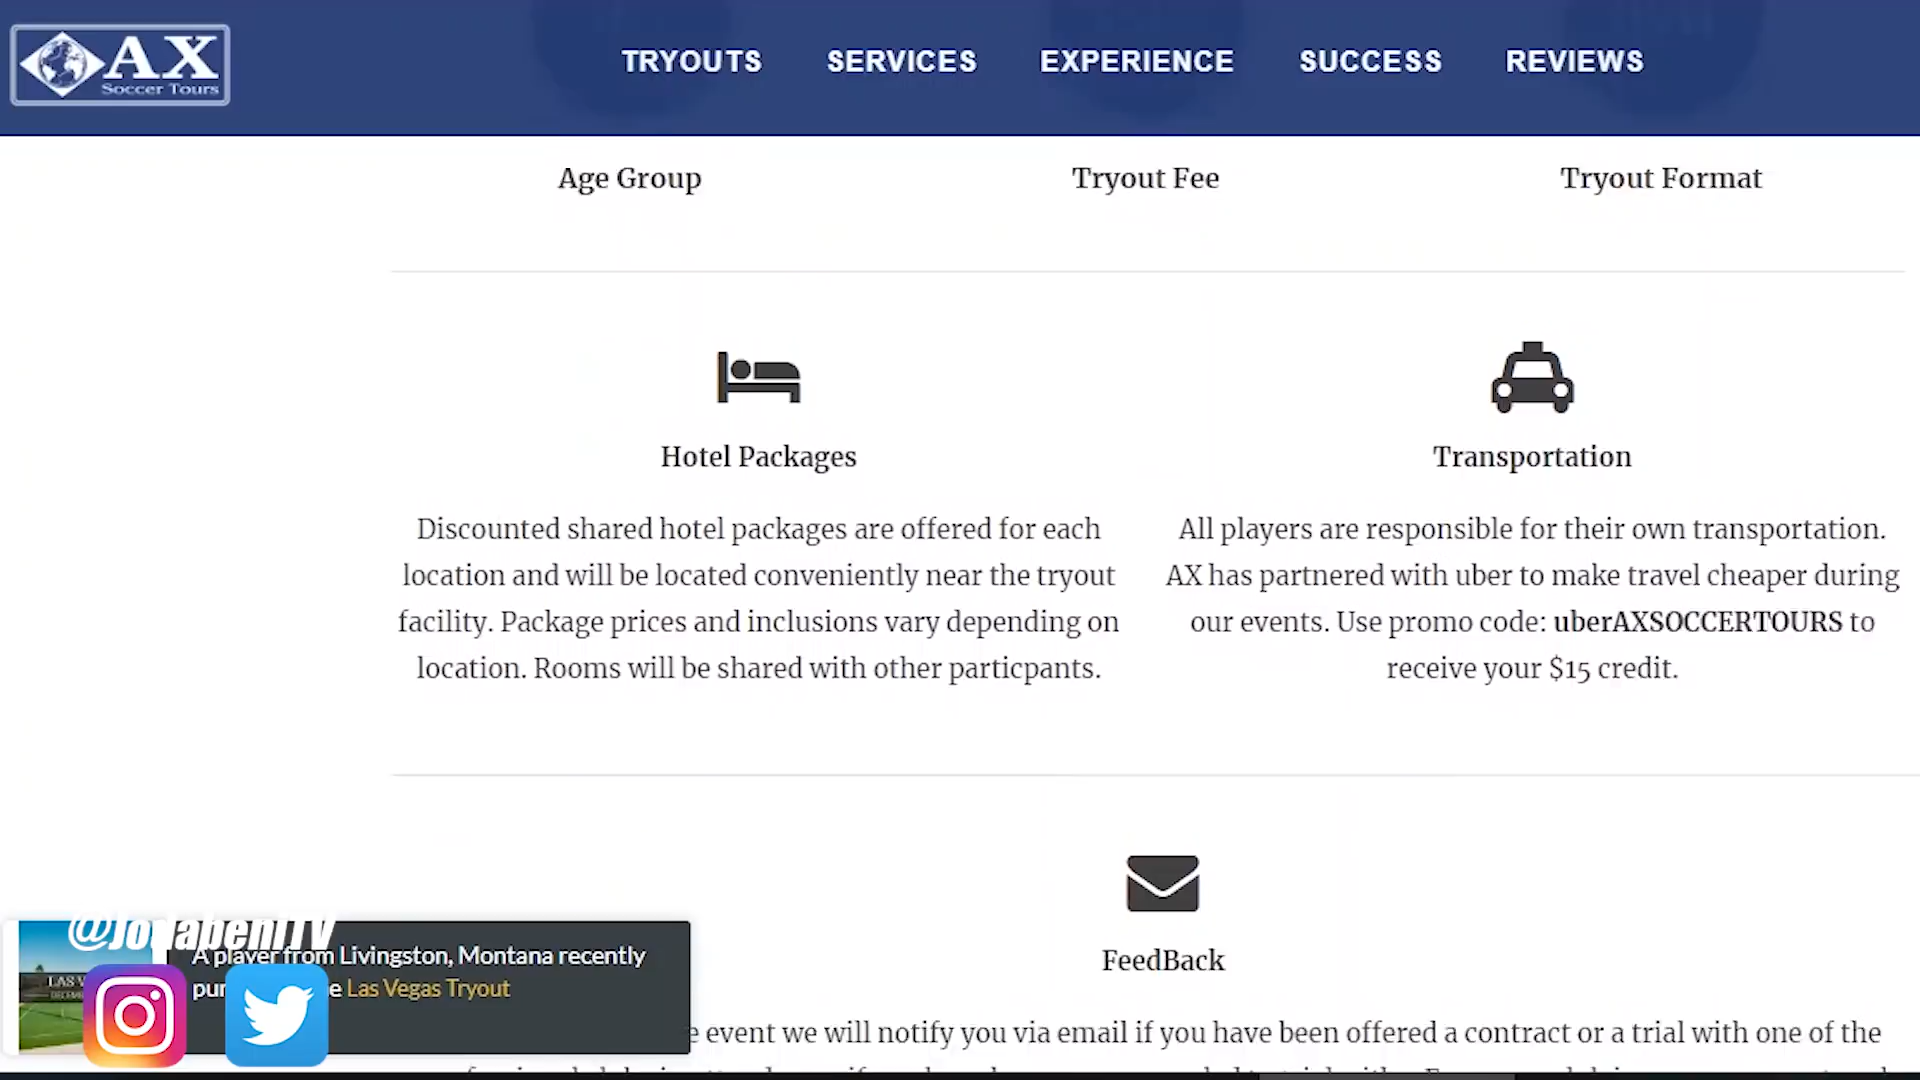 AX
Soccer Tours
TRYOUTS
SERVICES
EXPERIENCE
SUCCESS
REVIEWS
Age Group
Tryout Fee
Tryout Format
Hotel Packages
Discounted shared hotel packages are offered for each
location and will be located conveniently near the tryout
facility. Package prices and inclusions vary depending on
location. Rooms will be shared with other particpants.
Transportation
All players are responsible for their own transportation.
AX has partnered with uber to make travel cheaper during
our events. Use promo code: uberAXSOCCERTOURS to
receive your $15 credit.
FeedBack
event we will notify you via email if you have been offered a contract or a trial with one of the
@JonabeniTV
A player from Livingston, Montana recently
Las Vegas Tryout